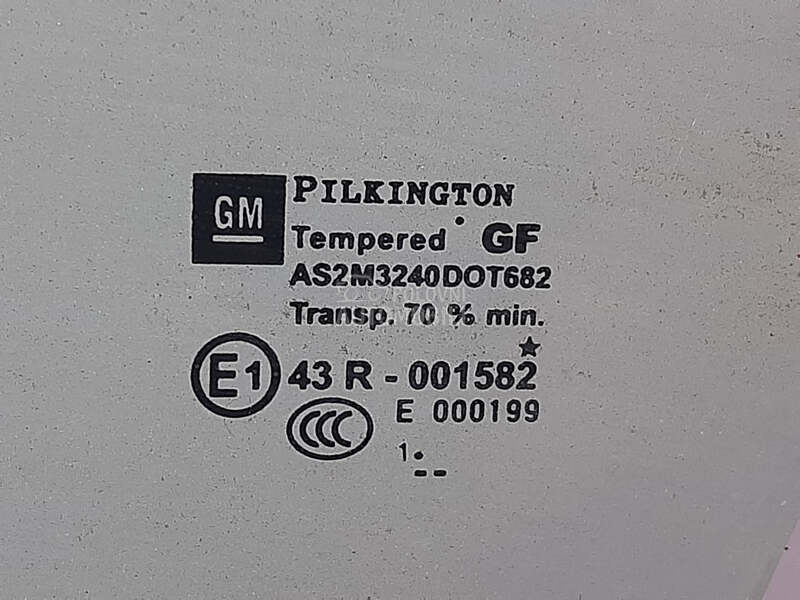 GM
PILKINGTON
Tempered GF
AS2M3240DOT682
Transp. 70 % min.
E1 43 R - 001582
CCC E 000199
1